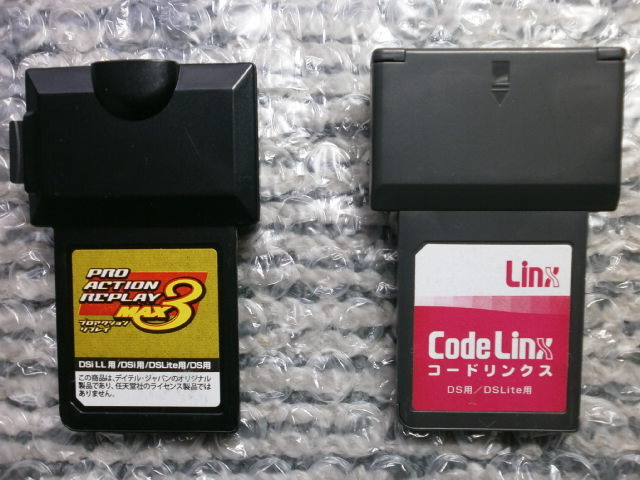 PRO
ACTION
REPLAY
MAX3
プロアクション
リプレイ
DSi LL用/DSi用/DSLite用/DS用
この商品は、デイテル・ジャパンのオリジナル
製品であり、任天堂社のライセンス製品では
ありません。
Linx
Code Linx
コードリンクス
DS用／DSLite用